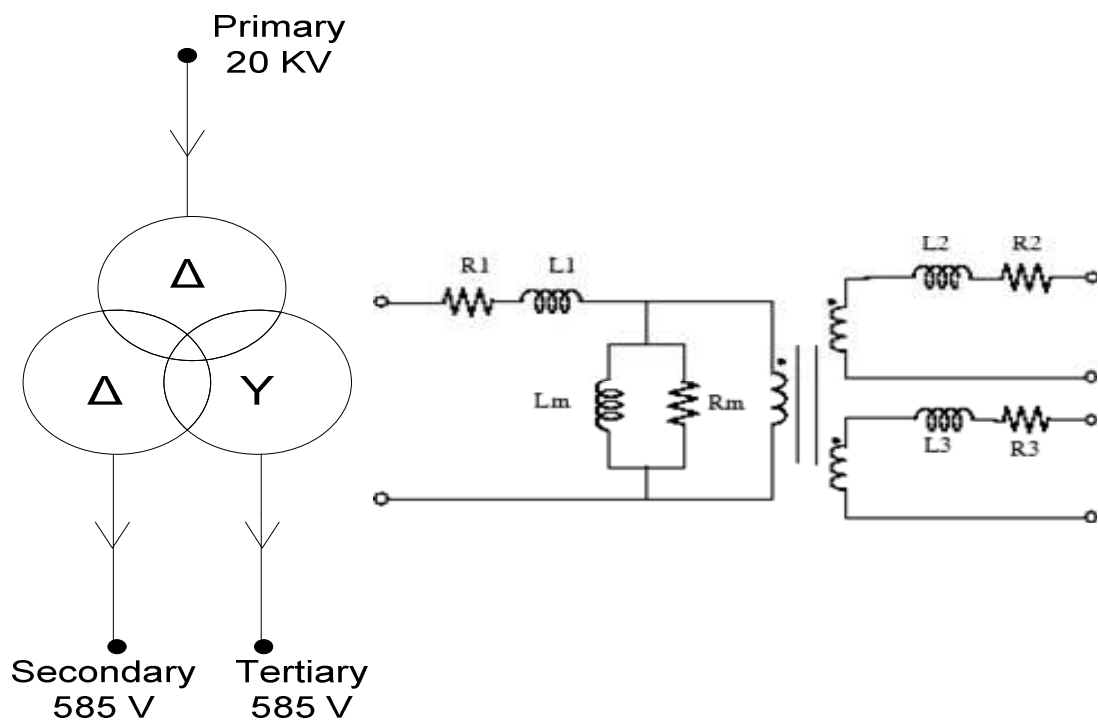 Primary
20 KV
Δ
Δ
Y
Secondary
585 V
Tertiary
585 V
R1
L1
Lm
Rm
L2
R2
L3
R3